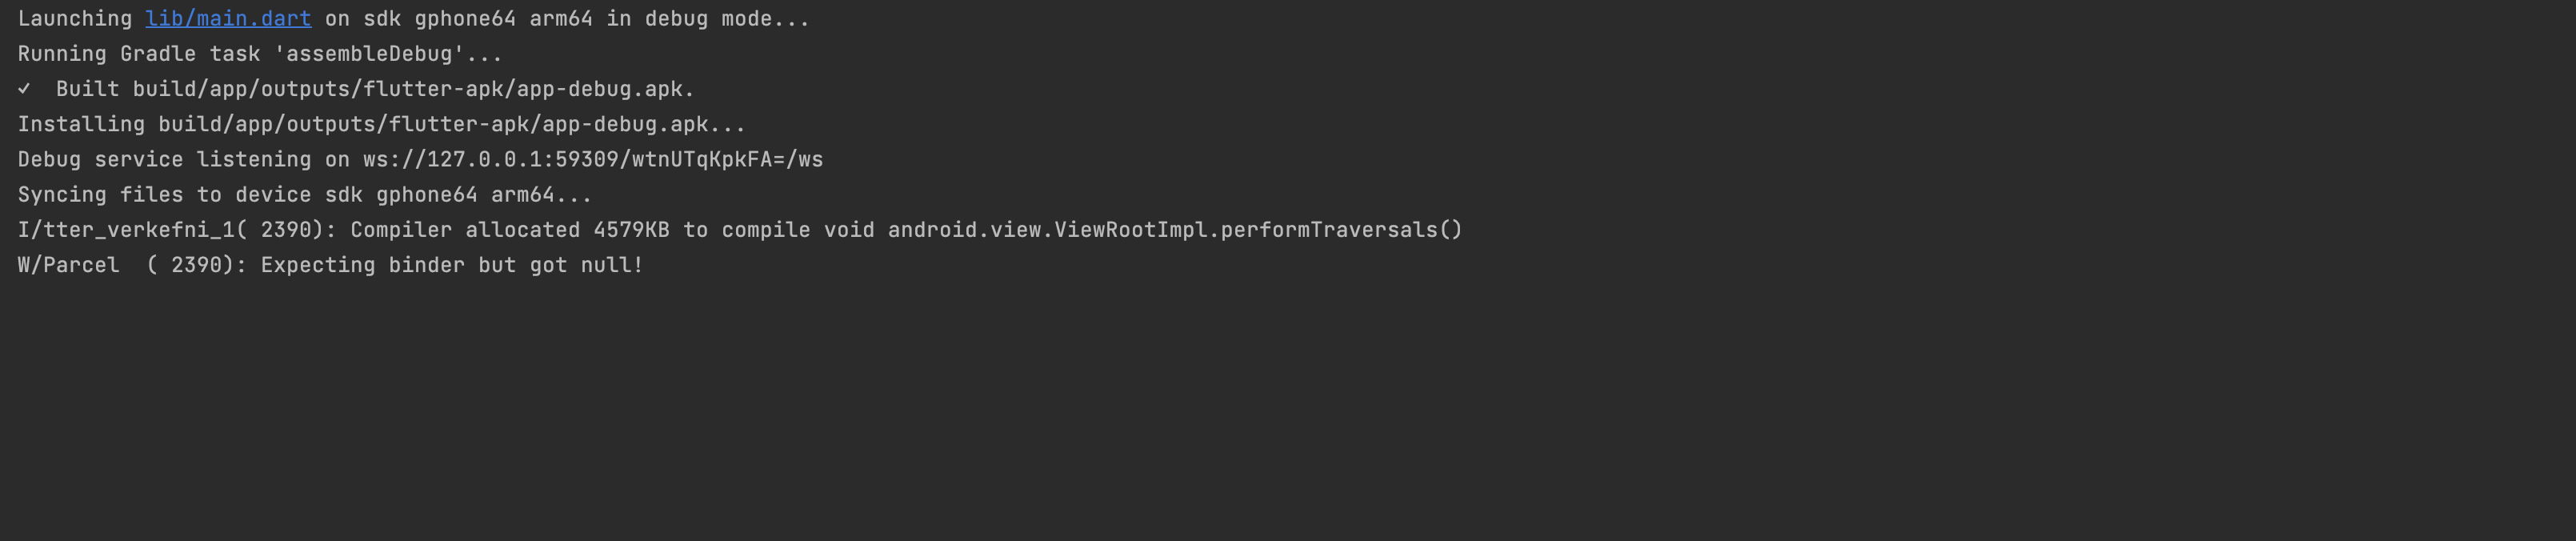 Launching lib/main.dart on sdk gphone64 arm64 in debug mode...
Running Gradle task 'assembleDebug'...
✓  Built build/app/outputs/flutter-apk/app-debug.apk.
Installing build/app/outputs/flutter-apk/app-debug.apk...
Debug service listening on ws://127.0.0.1:59309/wtnUTqKpkFA=/ws
Syncing files to device sdk gphone64 arm64...
I/tter_verkefni_1( 2390): Compiler allocated 4579KB to compile void android.view.ViewRootImpl.performTraversals()
W/Parcel  ( 2390): Expecting binder but got null!